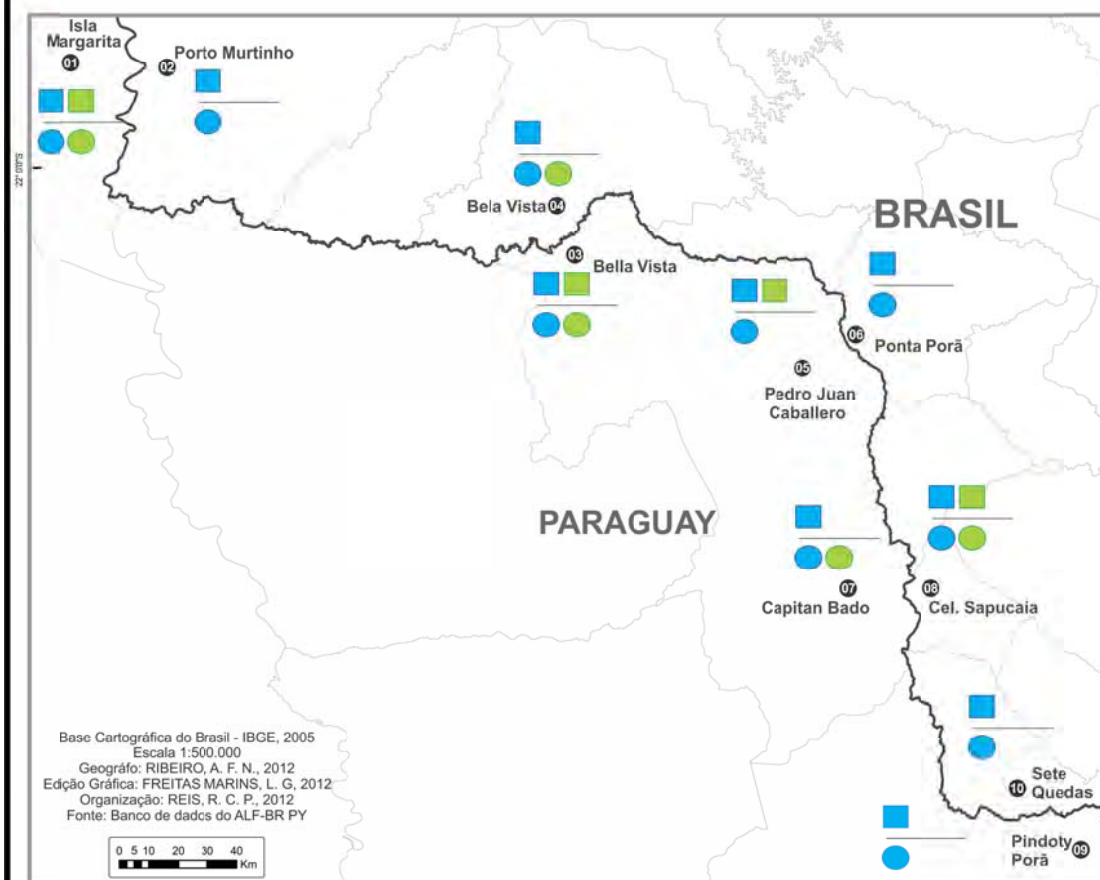 Isla
Margarita
01
02
Porto Murtinho
22°0'0"S
Bela Vista
04
BRASIL
03
Bella Vista
06
Ponta Porã
05
Pedro Juan
Caballero
PARAGUAY
07
Capitan Bado
08
Cel. Sapucaia
Base Cartográfica do Brasil - IBGE, 2005
Escala 1:500.000
Geográfo: RIBEIRO, A. F. N., 2012
Edição Gráfica: FREITAS MARINS, L. G, 2012
Organização: REIS, R. C. P., 2012
Fonte: Banco de dados do ALF-BR PY
0 5 10 20 30 40
Km
10
Sete
Quedas
Pindoty
Porã
09